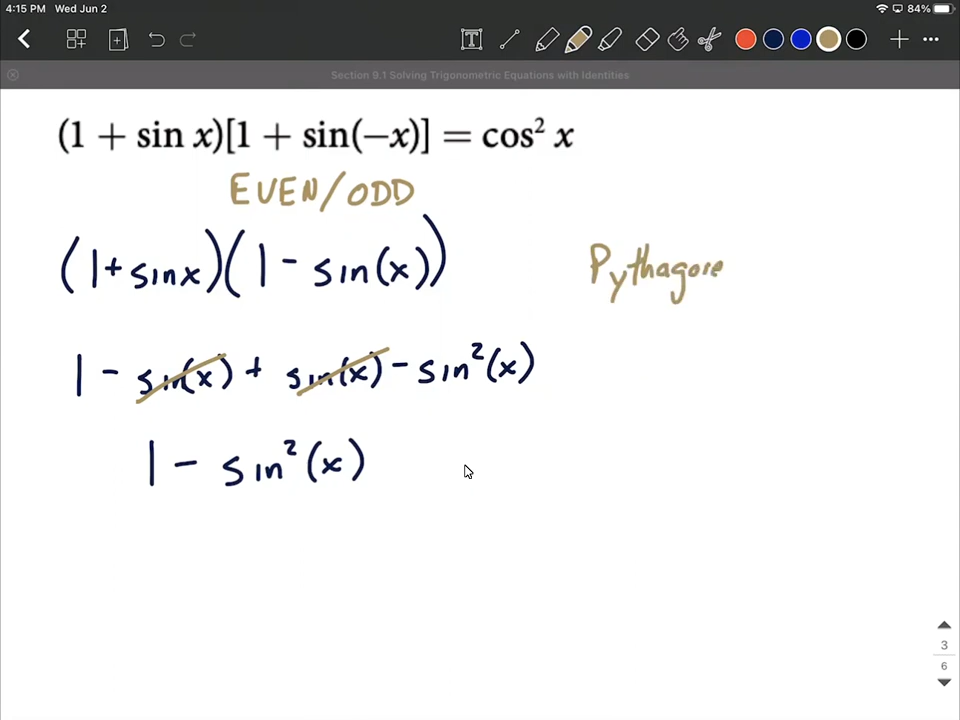 4:15 PM Wed Jun 2
84%
Section 9.1 Solving Trigonometric Equations with Identities
(1 + sin x)[1 + sin(−x)] = cos² x
EVEN/ODD
(1+sinx)(1 - sin(x))
Pythagore
1 - sin(x) + sin(x) - sin²(x)
1 - sin²(x)
3
6